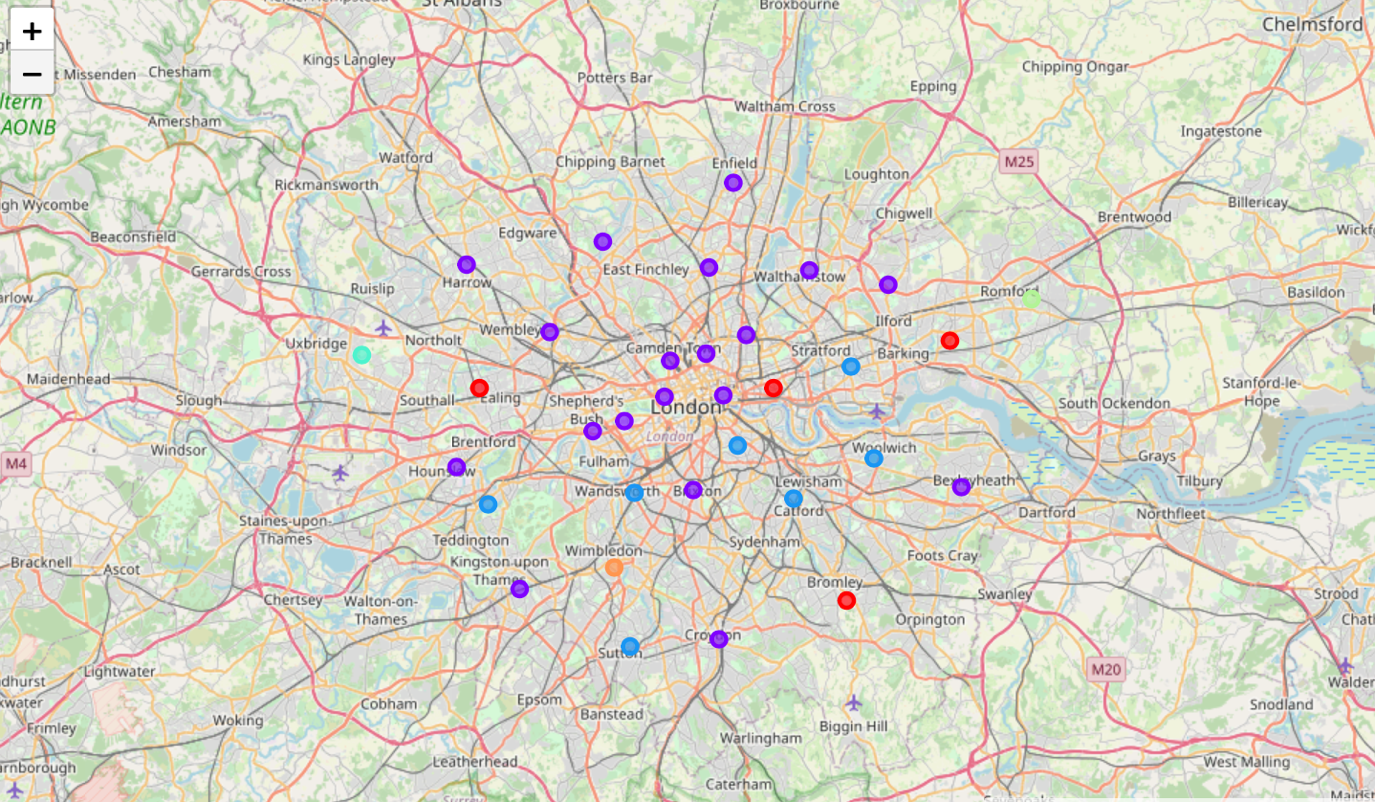 +
−
St Albans
Broxbourne
Chelmsford
Kings Langley
Missenden
Chesham
Potters Bar
Chipping Ongar
Epping
AONB
Amersham
Waltham Cross
Ingatestone
Watford
Chipping Barnet
Enfield
M25
Loughton
Rickmansworth
Wycombe
Chigwell
Brentwood
Billericay
Beaconsfield
Edgware
Gerrards Cross
East Finchley
Walthamstow
Harrow
Ruislip
Romford
Basildon
Wembley
Ilford
Uxbridge
Northolt
Camden Town
Stratford
Barking
Maidenhead
Slough
Southall
Ealing
Shepherd's
Bush
London
Stanford-le-
Hope
South Ockendon
London
Brentford
Windsor
Woolwich
Grays
M4
Hounslow
Fulham
Tilbury
Wandsworth
Brixton
Lewisham
Bexleyheath
Catford
Dartford
Northfleet
Staines-upon-
Thames
Teddington
Sydenham
Wimbledon
Foots Cray
Bracknell
Ascot
Kingston upon
Thames
Bromley
Swanley
Strood
Chertsey
Walton-on-
Thames
Orpington
Croydon
Sutton
Lightwater
M20
Cobham
Epsom
Banstead
Snodland
Woking
Frimley
Biggin Hill
Warlingham
Leatherhead
West Malling
Caterham